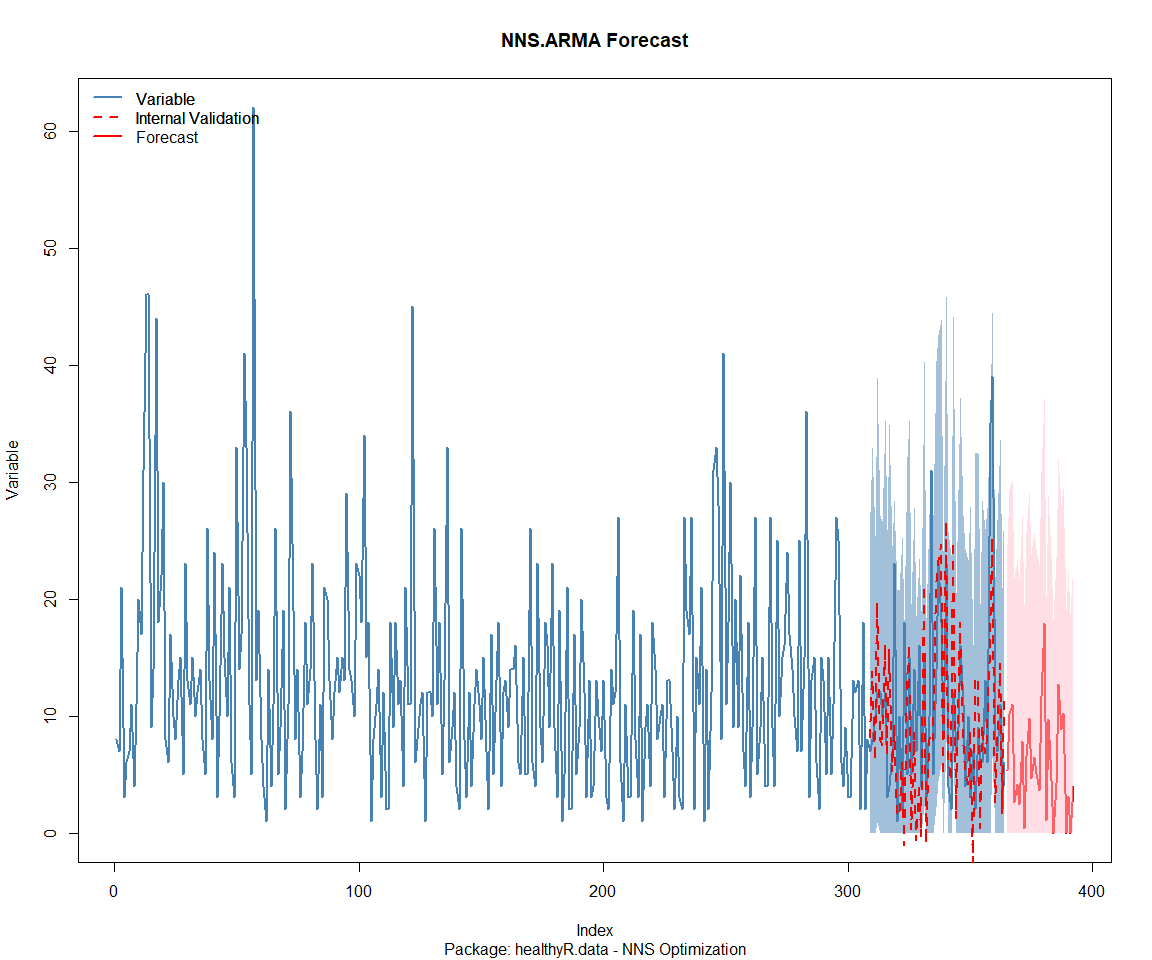 NNS.ARMA Forecast
Variable
Internal Validation
Forecast
Variable
60
50
40
30
20
10
0
0 100 200 300 400
Index
Package: healthyR.data - NNS Optimization